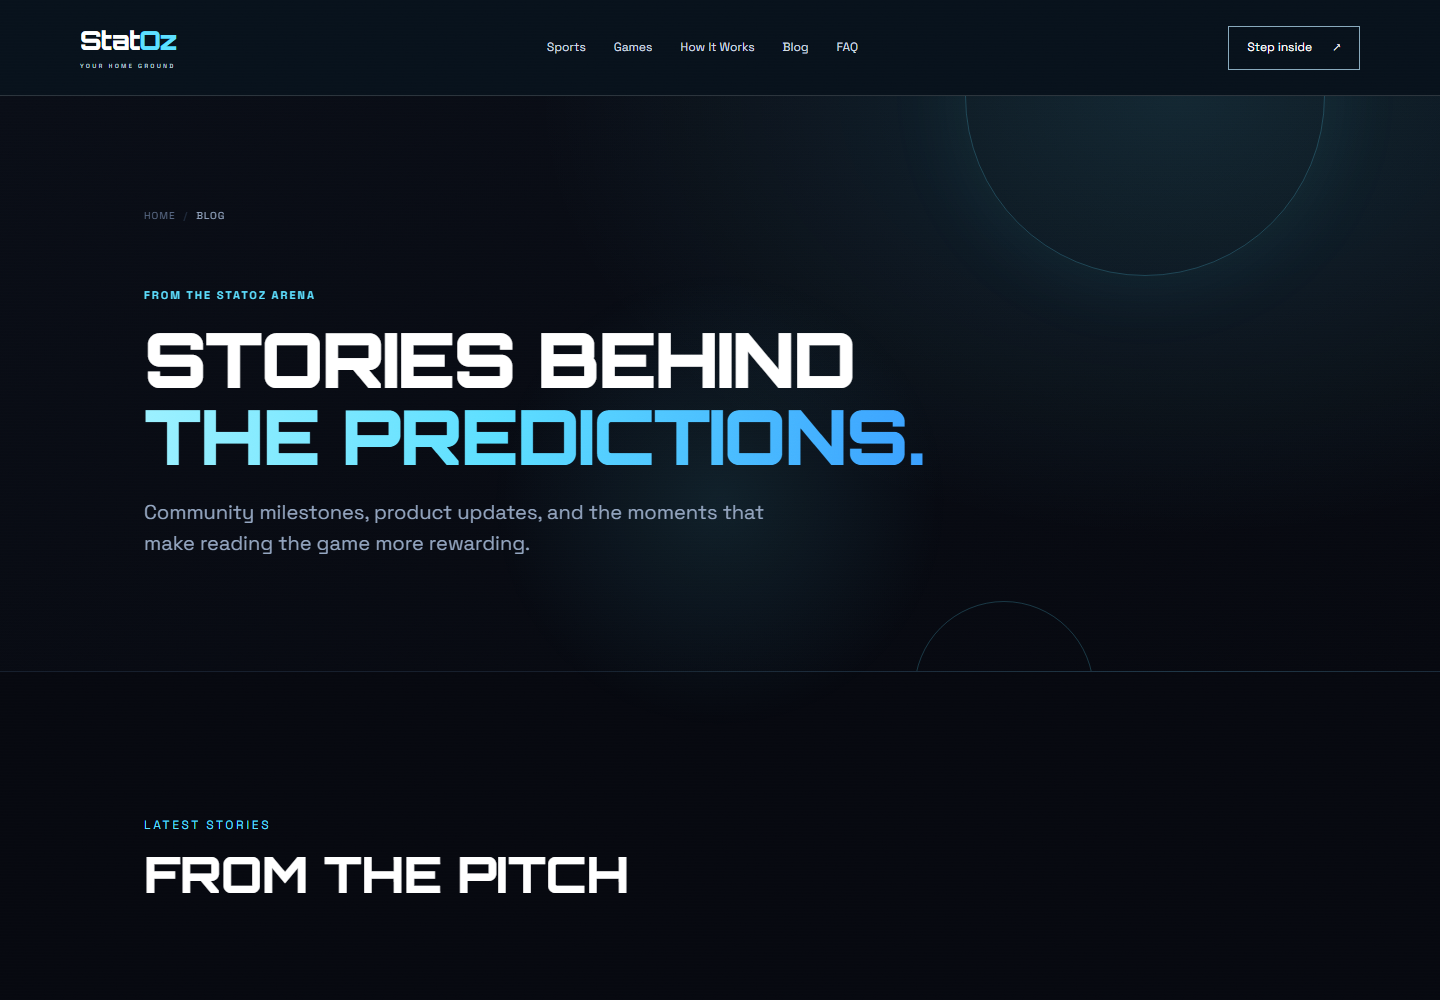 StatOz
YOUR HOME GROUND
Sports
Games
How It Works
Blog
FAQ
Step inside ↗
HOME / BLOG
FROM THE STATOZ ARENA
STORIES BEHIND
THE PREDICTIONS.
Community milestones, product updates, and the moments that
make reading the game more rewarding.
LATEST STORIES
FROM THE PITCH